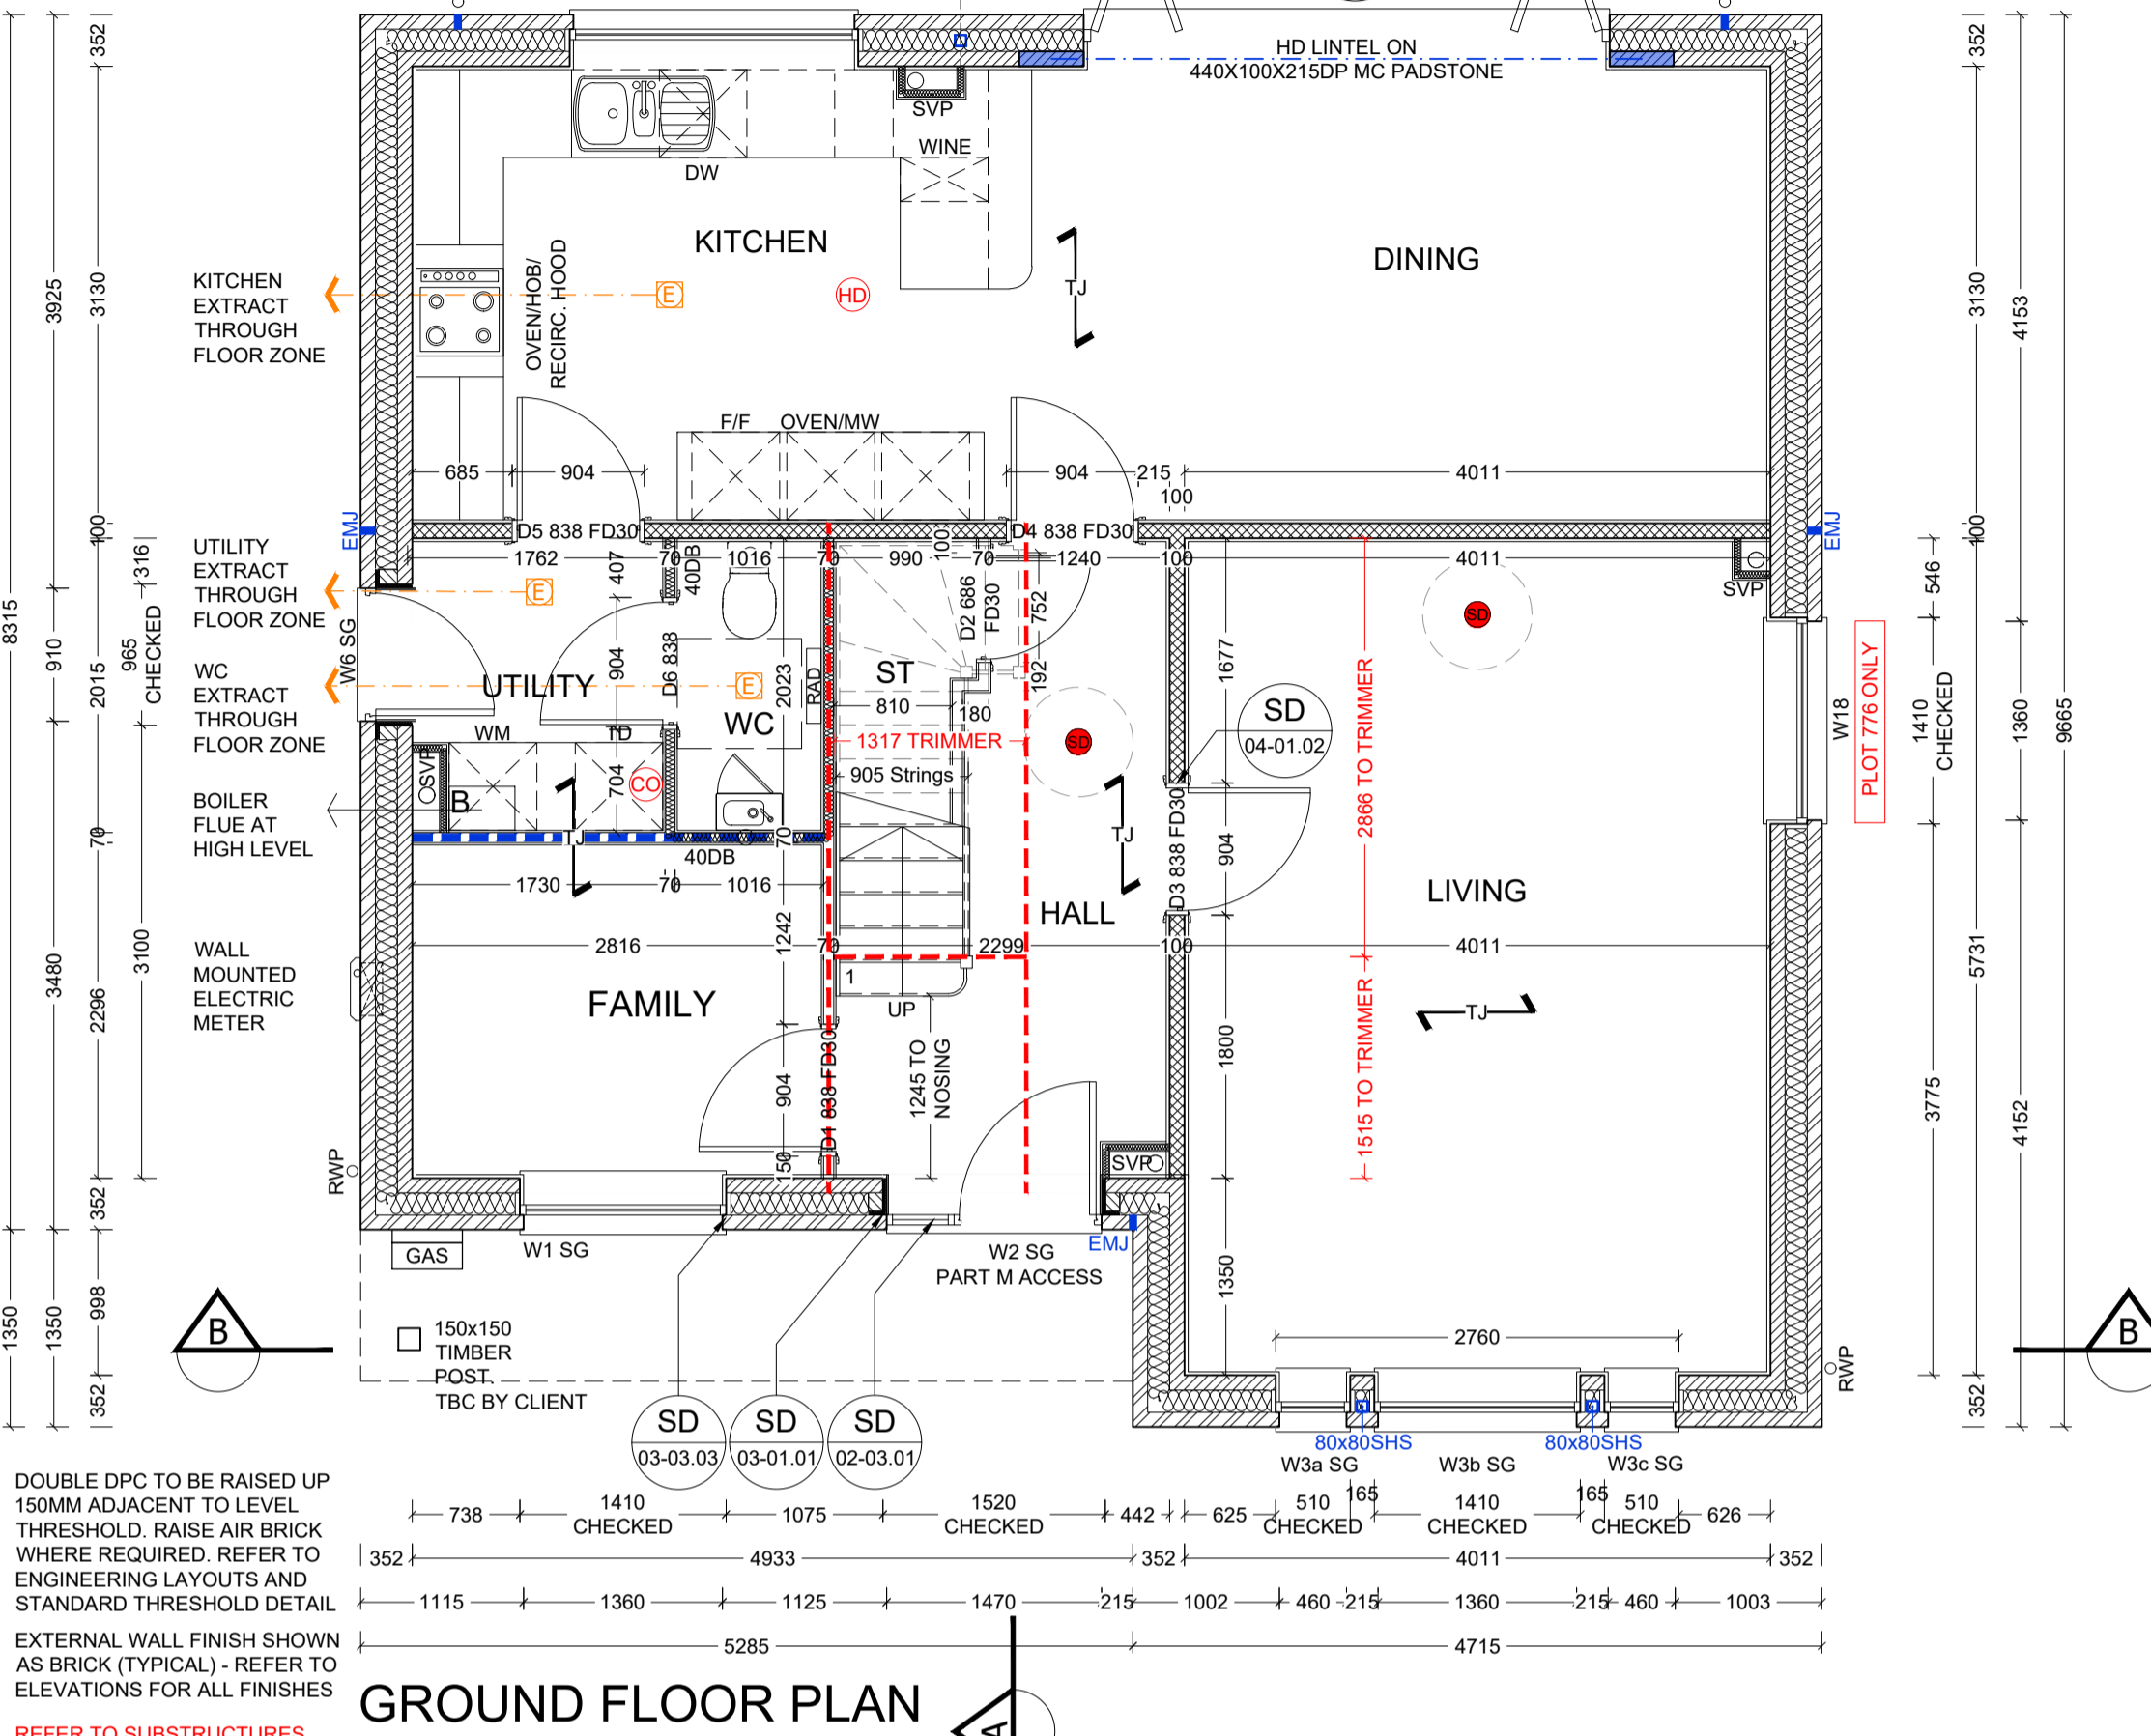 HD LINTEL ON
440X100X215DP MC PADSTONE
SVP
WINE
DW
KITCHEN
DINING
TJ
HD
E
OVEN/HOB/
RECIRC. HOOD
KITCHEN
EXTRACT
THROUGH
FLOOR ZONE
F/F
OVEN/MW
685
904
904
215
100
4011
D5 838 FD30
D4 838 FD30
EMJ
EMJ
UTILITY
EXTRACT
THROUGH
FLOOR ZONE
1762
70
1016
70
990
100
70
1240
100
4011
407
40DB
E
D2 686
FD30
752
192
SVP
SD
W6 SG
WC
EXTRACT
THROUGH
FLOOR ZONE
UTILITY
904
D6 838
E
2023
RAD
WC
ST
810
180
1317 TRIMMER
905 Strings
SD
1677
SD
04-01.02
2866 TO TRIMMER
W18
PLOT 776 ONLY
WM
TD
SVP
B
CO
704
TJ
70
TJ
BOILER
FLUE AT
HIGH LEVEL
40DB
1730
70
1016
D3 838 FD30
904
LIVING
HALL
1242
2816
70
2299
100
4011
WALL
MOUNTED
ELECTRIC
METER
FAMILY
1
UP
TJ
1245 TO
NOSING
904
D1 838 FD30
150
1800
1515 TO TRIMMER
SVP
RWP
GAS
W1 SG
W2 SG
PART M ACCESS
EMJ
1350
2760
B
B
150x150
TIMBER
POST.
TBC BY CLIENT
RWP
SD
03-03.03
SD
03-01.01
SD
02-03.01
80x80SHS
80x80SHS
W3a SG
W3b SG
W3c SG
8315
1350
3925
910
3480
1350
352
3130
100
2015
70
2296
352
998
352
316
965
CHECKED
3100
352
3130
100
5731
352
546
1410
CHECKED
3775
4153
1360
4152
9665
738
1410
CHECKED
1075
1520
CHECKED
442
625
510
CHECKED
165
1410
CHECKED
165
510
CHECKED
626
352
4933
352
4011
352
1115
1360
1125
1470
215
1002
460
215
1360
215
460
1003
5285
4715
DOUBLE DPC TO BE RAISED UP
150MM ADJACENT TO LEVEL
THRESHOLD. RAISE AIR BRICK
WHERE REQUIRED. REFER TO
ENGINEERING LAYOUTS AND
STANDARD THRESHOLD DETAIL
EXTERNAL WALL FINISH SHOWN
AS BRICK (TYPICAL) - REFER TO
ELEVATIONS FOR ALL FINISHES
REFER TO SUBSTRUCTURES
GROUND FLOOR PLAN
A